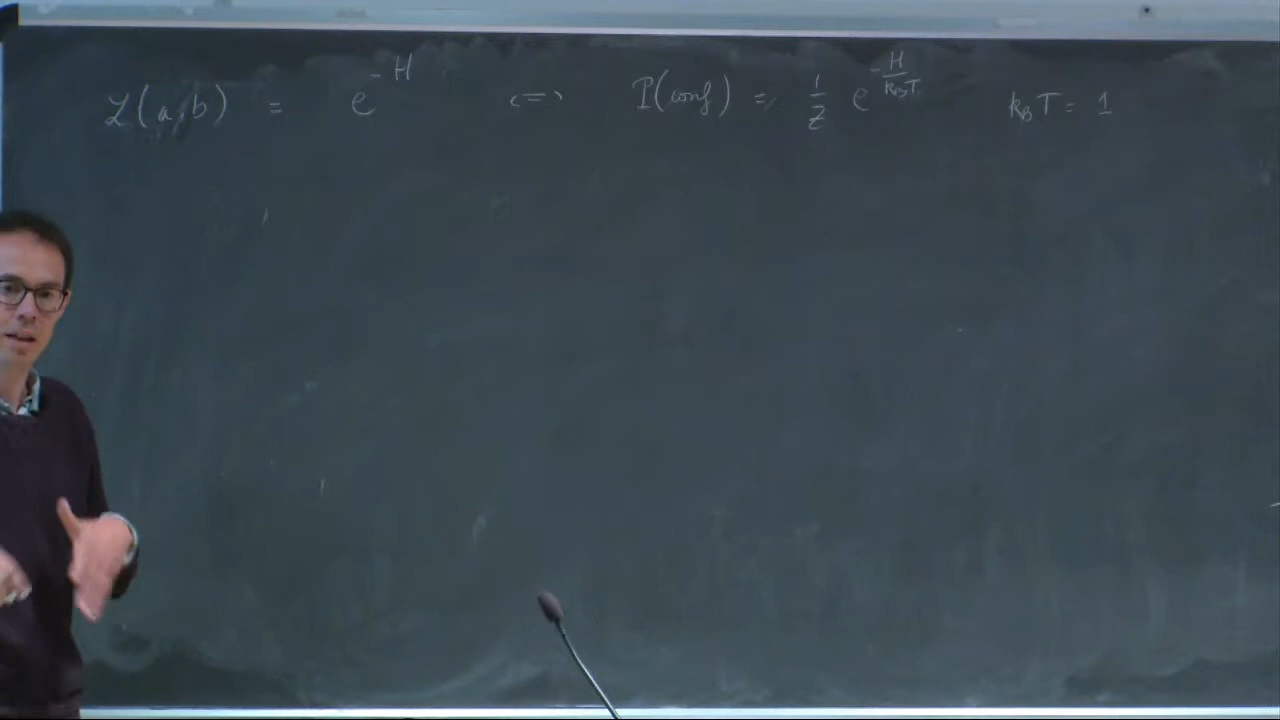 ℒ(a,b) = e^{-H} <=> P(conf) = 1/Z e^{-H/k_BT} k_BT = 1